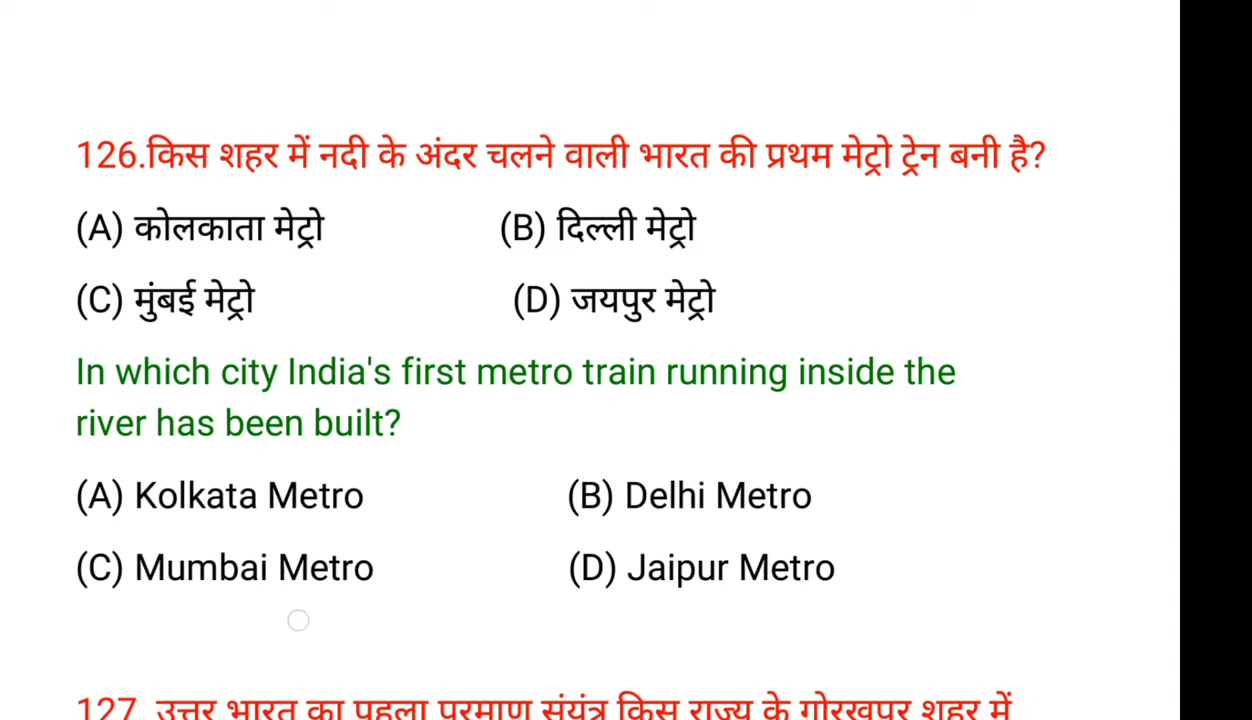 126.किस शहर में नदी के अंदर चलने वाली भारत की प्रथम मेट्रो ट्रेन बनी है?
(A) कोलकाता मेट्रो (B) दिल्ली मेट्रो
(C) मुंबई मेट्रो (D) जयपुर मेट्रो
In which city India's first metro train running inside the
river has been built?
(A) Kolkata Metro (B) Delhi Metro
(C) Mumbai Metro (D) Jaipur Metro
127. उत्तर भारत का पहला परमाणु संयंत्र किस राज्य के गोरखपुर शहर में